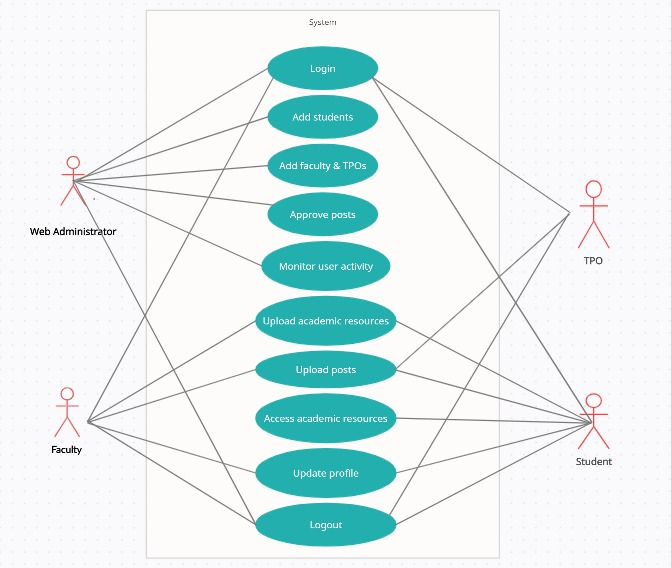 System
Login
Add students
Add faculty & TPOs
Approve posts
Web Administrator
Monitor user activity
TPO
Upload academic resources
Upload posts
Access academic resources
Faculty
Student
Update profile
Logout